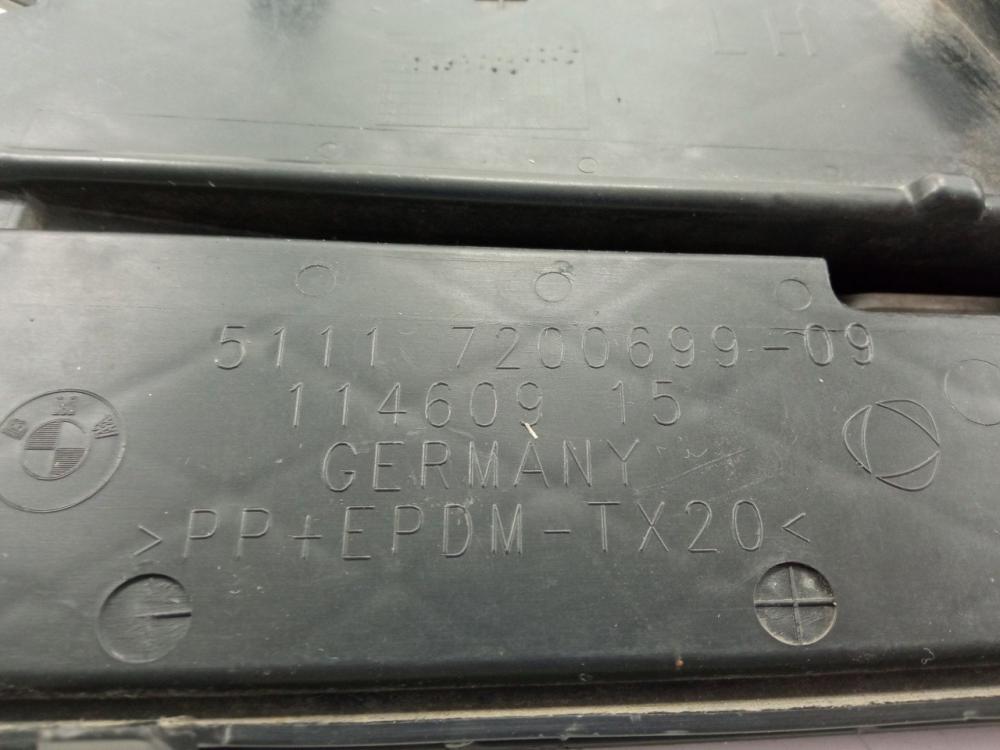 LH
5111 7200699-09
114609 15
GERMANY
>PP+EPDM-TX20<